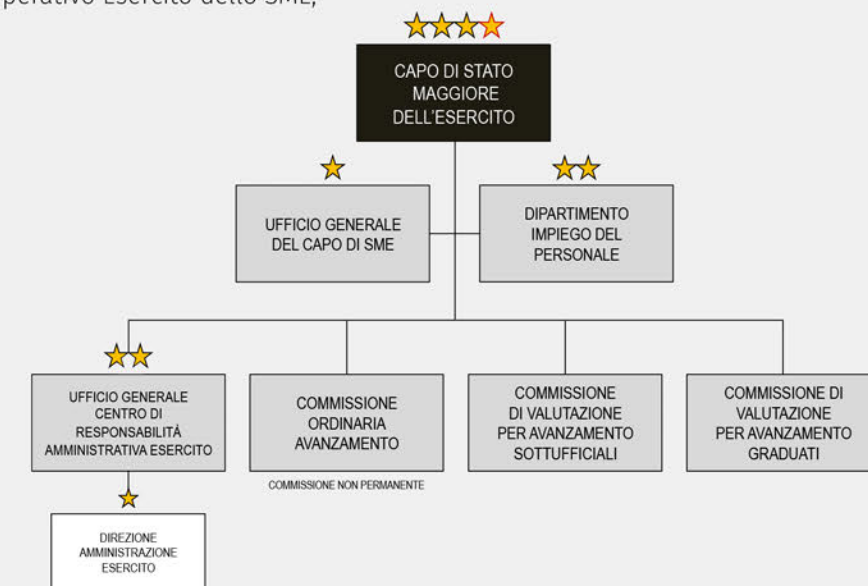 perativo Esercito dello SME;
CAPO DI STATO
MAGGIORE
DELL'ESERCITO
UFFICIO GENERALE
DEL CAPO DI SME
DIPARTIMENTO
IMPIEGO DEL
PERSONALE
UFFICIO GENERALE
CENTRO DI
RESPONSABILITÀ
AMMINISTRATIVA ESERCITO
COMMISSIONE
ORDINARIA
AVANZAMENTO
COMMISSIONE
DI VALUTAZIONE
PER AVANZAMENTO
SOTTUFFICIALI
COMMISSIONE DI
VALUTAZIONE
PER AVANZAMENTO
GRADUATI
COMMISSIONE NON PERMANENTE
DIREZIONE
AMMINISTRAZIONE
ESERCITO